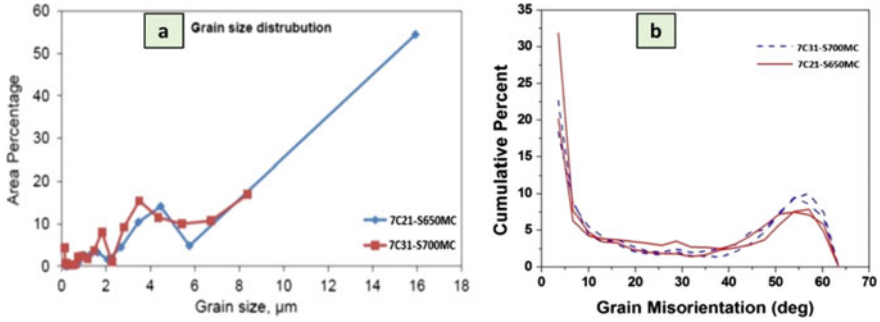 a
Grain size distrubution
60
50
40
30
20
10
0
Area Percentage
0 2 4 6 8 10 12 14 16 18
Grain size, μm
7C21-S650MC
7C31-S700MC
b
35
30
25
20
15
10
5
0
Cumulative Percent
0 10 20 30 40 50 60 70
Grain Misorientation (deg)
7C31-S700MC
7C21-S650MC